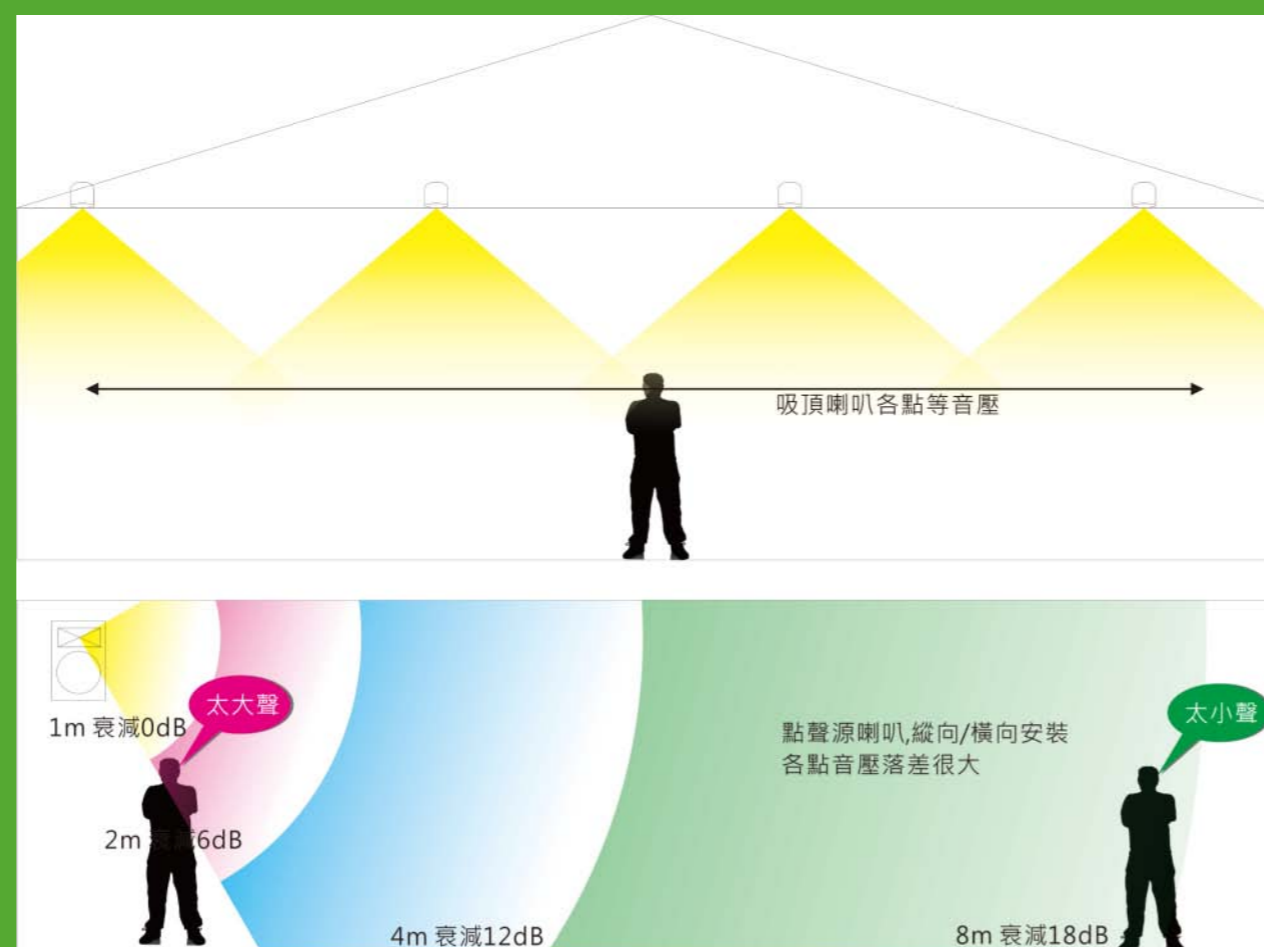 吸頂喇叭各點等音壓
太大聲
太小聲
1m 衰減0dB
點聲源喇叭,縱向/橫向安裝
各點音壓落差很大
2m 衰減6dB
4m 衰減12dB
8m 衰減18dB